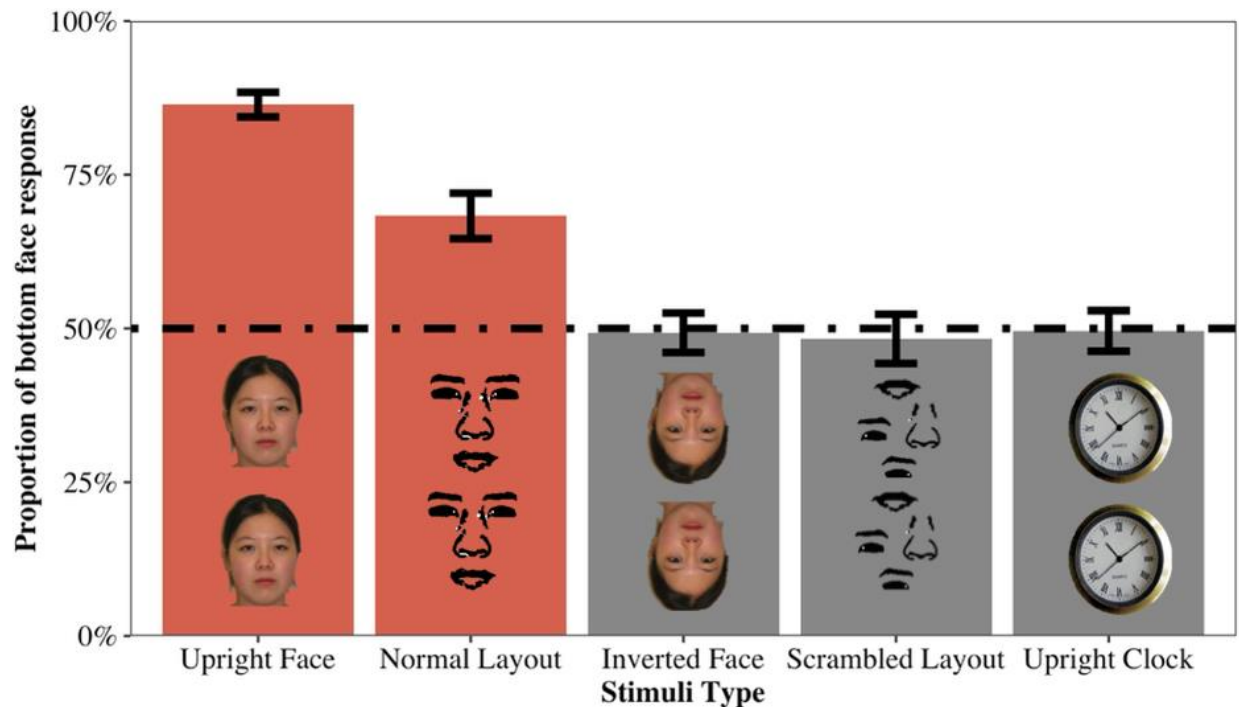 100%
75%
50%
25%
0%
Proportion of bottom face response
Upright Face
Normal Layout
Inverted Face
Scrambled Layout
Upright Clock
Stimuli Type